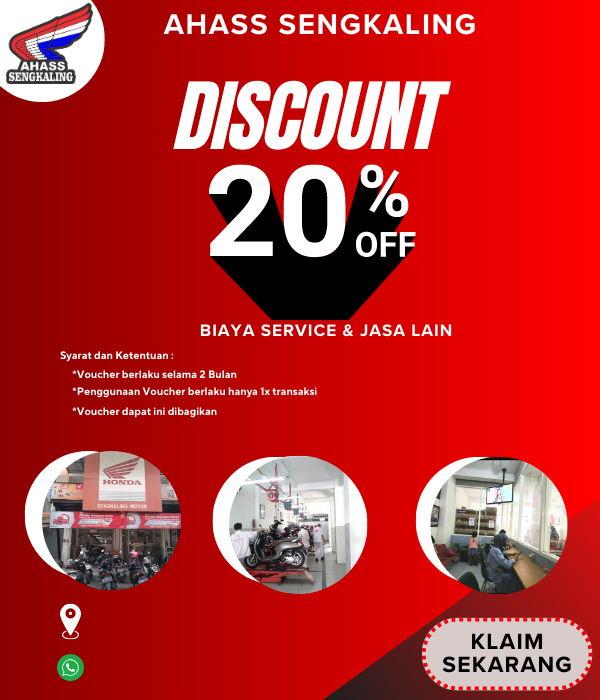 AHASS SENGKALING
AHASS
SENGKALING
DISCOUNT
20%
OFF
BIAYA SERVICE & JASA LAIN
Syarat dan Ketentuan :
*Voucher berlaku selama 2 Bulan
*Penggunaan Voucher berlaku hanya 1x transaksi
*Voucher dapat ini dibagikan
HONDA
SENGKALING MOTOR
KLAIM
SEKARANG